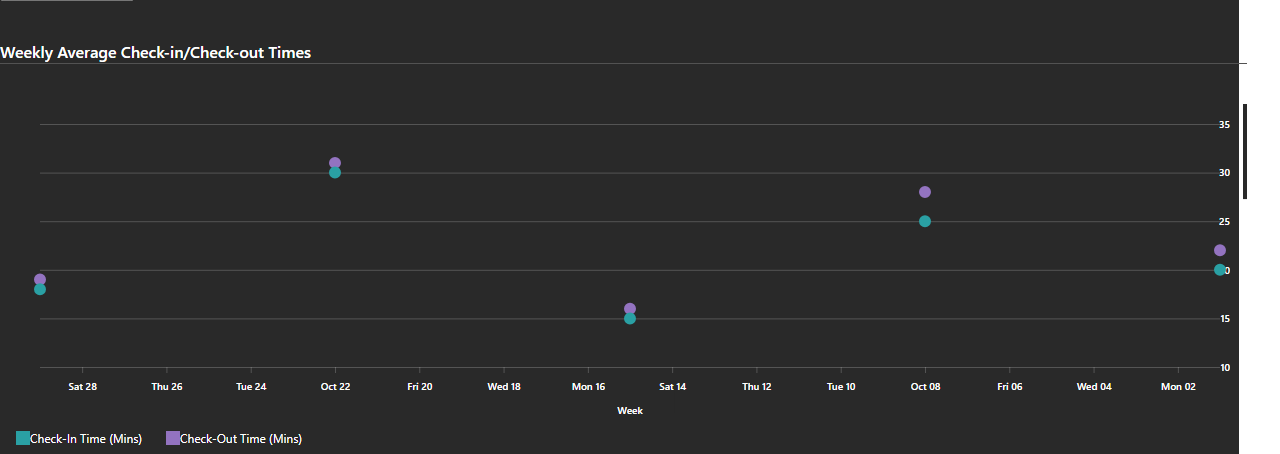 Weekly Average Check-in/Check-out Times
35
30
25
20
15
10
Sat 28 Thu 26 Tue 24 Oct 22 Fri 20 Wed 18 Mon 16 Sat 14 Thu 12 Tue 10 Oct 08 Fri 06 Wed 04 Mon 02
Week
Check-In Time (Mins) Check-Out Time (Mins)